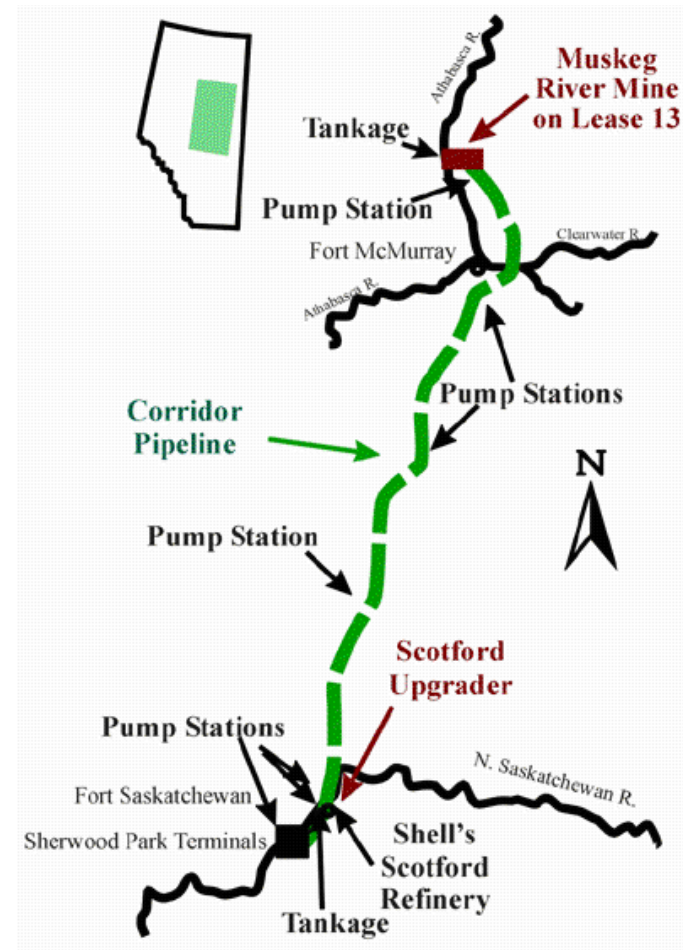 Athabasca R.
Muskeg
River Mine
on Lease 13
Tankage
Pump Station
Clearwater R.
Fort McMurray
Athabasca R.
Pump Stations
Corridor
Pipeline
N
Pump Station
Scotford
Upgrader
Pump Stations
N. Saskatchewan R.
Fort Saskatchewan
Sherwood Park Terminals
Shell's
Scotford
Refinery
Tankage